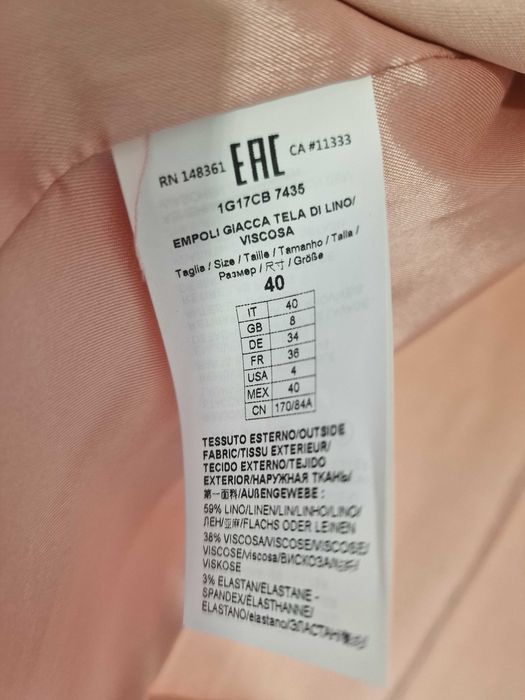 RN 148361 EAC CA #11333
1G17CB 7435
EMPOLI GIACCA TELA DI LINO/
VISCOSA
Taglia / Size / Taille / Tamanho / Talla /
Размер / 尺寸 / Größe
40
IT 40
GB 8
DE 34
FR 36
USA 4
MEX 40
CN 170/84A
TESSUTO ESTERNO/OUTSIDE
FABRIC/TISSU EXTERIEUR/
TECIDO EXTERNO/TEJIDO
EXTERIOR/НАРУЖНАЯ ТКАНЬ/
第一面料/AUßENGEWEBE :
59% LINO/LINEN/LIN/LINHO/LINO/
ЛЕН/亚麻/FLACHS ODER LEINEN
38% VISCOSA/VISCOSE/VISCOSE/
VISCOSE/viscosa/ВИСКОЗА/
VISKOSE
3% ELASTAN/ELASTANE -
SPANDEX/ÉLASTHANNE/
ELASTANO/elastano/ЭЛАСТАН/